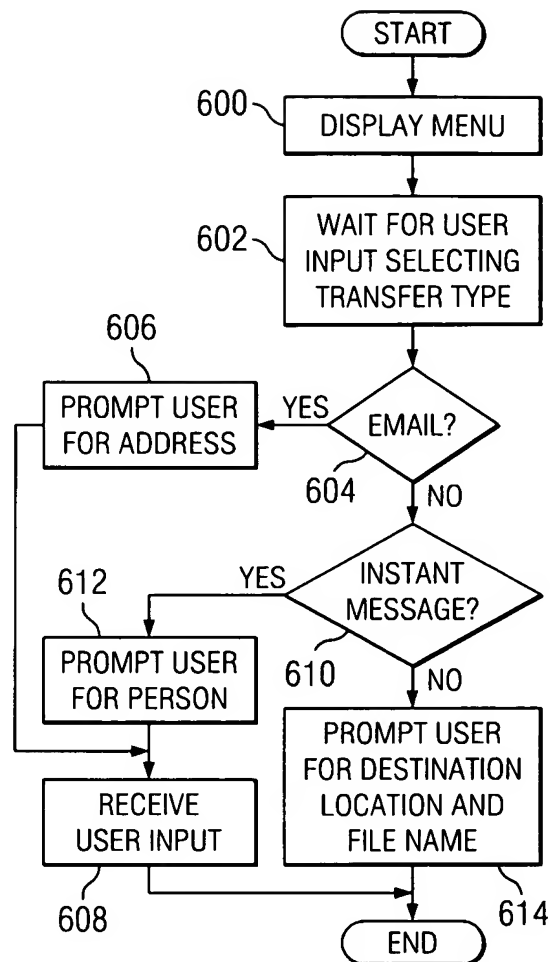 START
600
DISPLAY MENU
602
WAIT FOR USER
INPUT SELECTING
TRANSFER TYPE
606
PROMPT USER
FOR ADDRESS
YES
EMAIL?
604
NO
YES
INSTANT
MESSAGE?
612
610
NO
PROMPT USER
FOR PERSON
PROMPT USER
FOR DESTINATION
LOCATION AND
FILE NAME
RECEIVE
USER INPUT
608
614
END